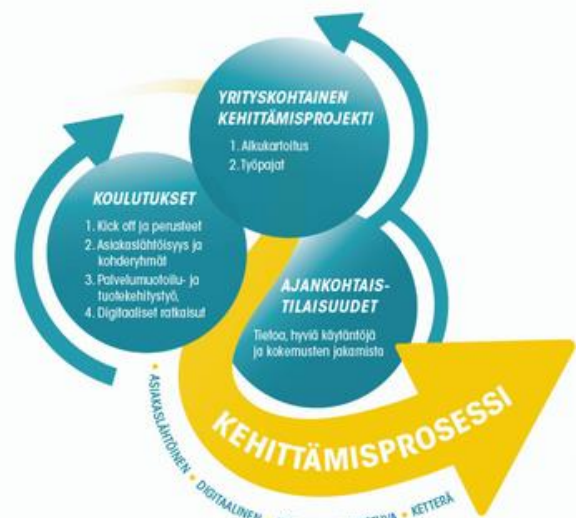 YRITYSKOHTAINEN
KEHITTÄMISPROJEKTI
1. Alkukartoitus
2. Työpajat
KOULUTUKSET
1. Kick off ja perusteet
2. Asiakaslähtöisyys ja
kohderyhmät
3. Palvelumuotoilu- ja
tuotekehitystyö,
4. Digitaaliset ratkaisut
AJANKOHTAIS-
TILAISUUDET
Tietoa, hyviä käytäntöjä
ja kokemusten jakamista
KEHITTÄMISPROSESSI
• ASIAKASLÄHTÖINEN • DIGITAALINEN • KETTERÄ